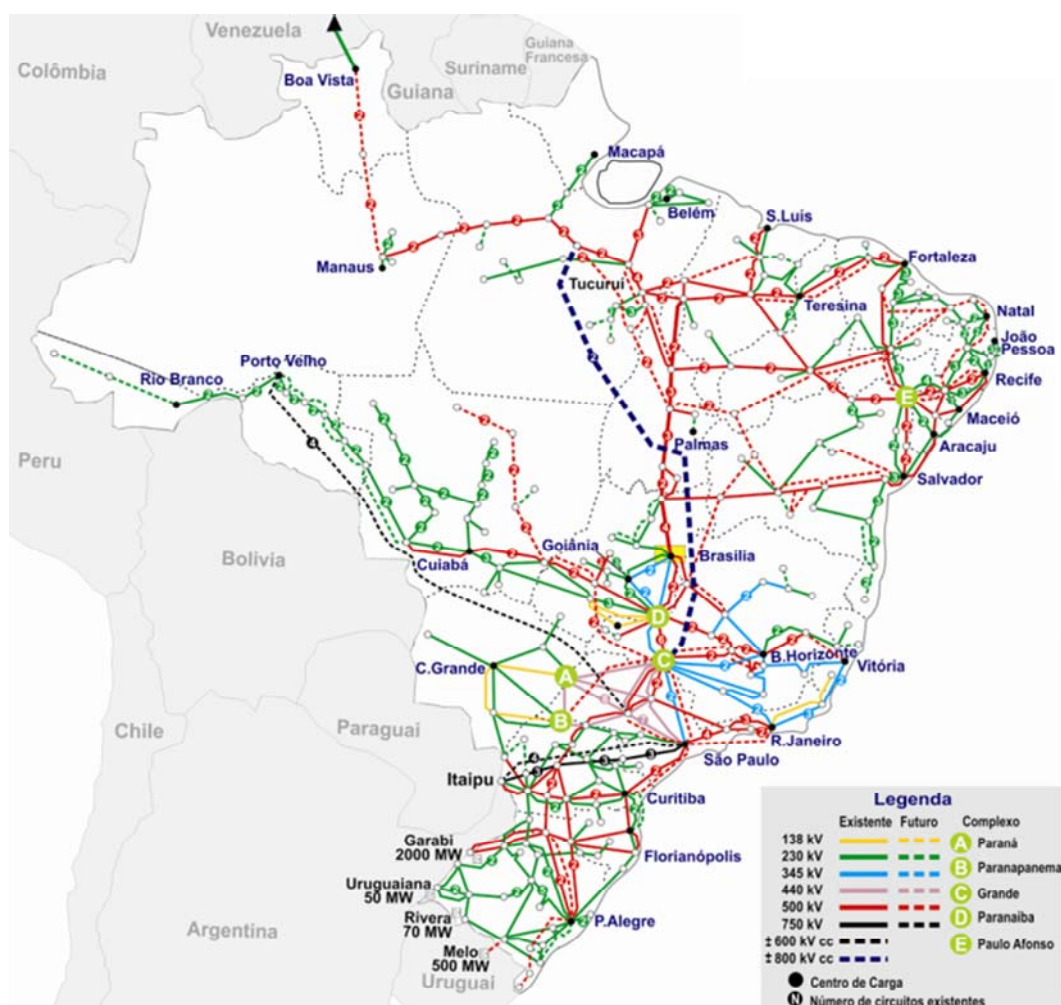 Venezuela
Guiana
Francesa
Colômbia
Suriname
Boa Vista
Guiana
Macapá
Belém
S.Luis
Manaus
Fortaleza
Tucuruí
Teresina
Natal
João
Pessoa
Porto Velho
Rio Branco
Recife
E
Maceió
Palmas
Aracaju
Peru
Salvador
Goiânia
Brasília
Cuiabá
Bolivia
D
C
B.Horizonte
Vitória
C.Grande
A
B
Chile
Paraguai
R.Janeiro
São Paulo
Itaipu
Curitiba
Garabi
2000 MW
Florianópolis
Uruguaiana
50 MW
Rivera
70 MW
P.Alegre
Argentina
Melo
500 MW
Uruguai
Legenda
Existente Futuro Complexo
138 kV A Paraná
230 kV B Paranapanema
345 kV
440 kV C Grande
500 kV D Paranaiba
750 kV
± 600 kV cc E Paulo Afonso
± 800 kV cc
Centro de Carga
N Número de circuitos existentes